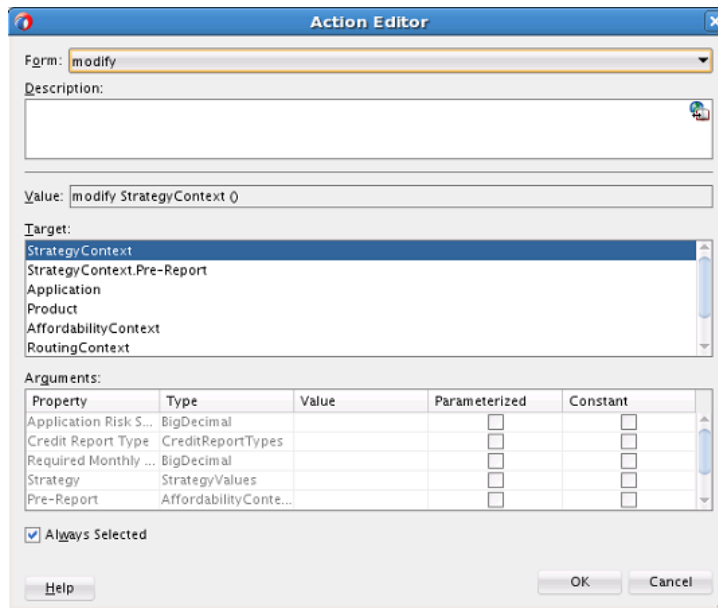 Action Editor
Form: modify
Description:
Value: modify StrategyContext ()
Target:
StrategyContext
StrategyContext.Pre-Report
Application
Product
AffordabilityContext
RoutingContext
Arguments:
Property Type Value Parameterized Constant
Application Risk S... BigDecimal
Credit Report Type CreditReportTypes
Required Monthly ... BigDecimal
Strategy StrategyValues
Pre-Report AffordabilityConte...
Always Selected
Help OK Cancel